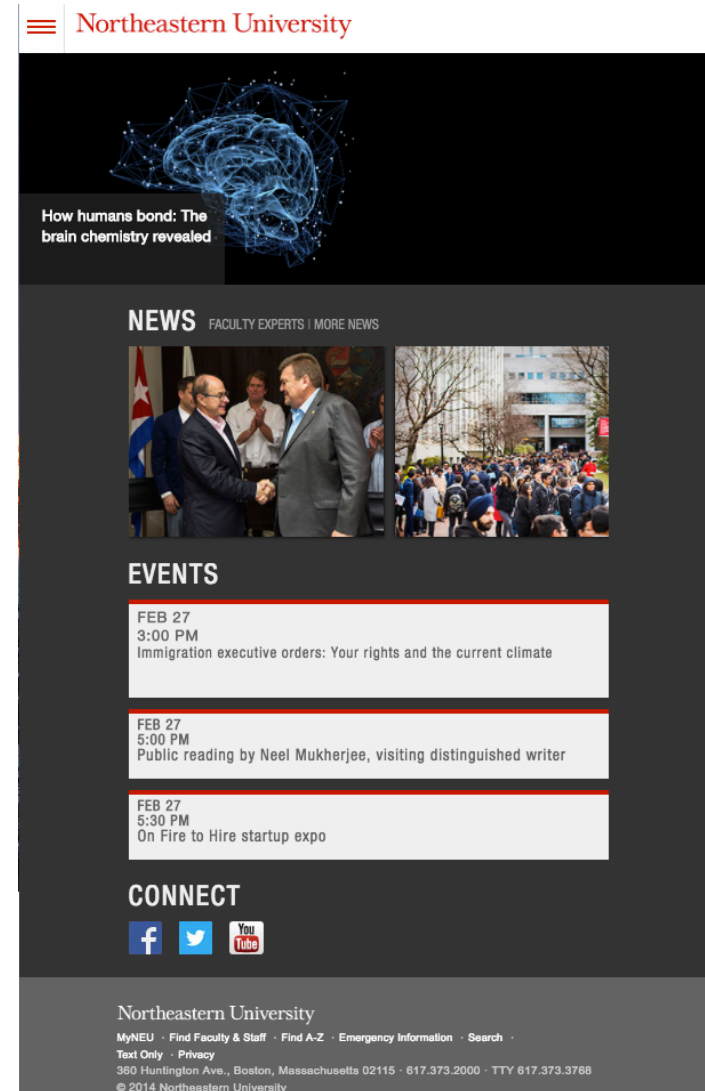 Northeastern University
How humans bond: The
brain chemistry revealed
NEWS FACULTY EXPERTS | MORE NEWS
EVENTS
FEB 27
3:00 PM
Immigration executive orders: Your rights and the current climate
FEB 27
5:00 PM
Public reading by Neel Mukherjee, visiting distinguished writer
FEB 27
5:30 PM
On Fire to Hire startup expo
CONNECT
f
You
Tube
Northeastern University
MyNEU · Find Faculty & Staff · Find A-Z · Emergency Information · Search ·
Text Only · Privacy
360 Huntington Ave., Boston, Massachusetts 02115 · 617.373.2000 · TTY 617.373.3768
© 2014 Northeastern University